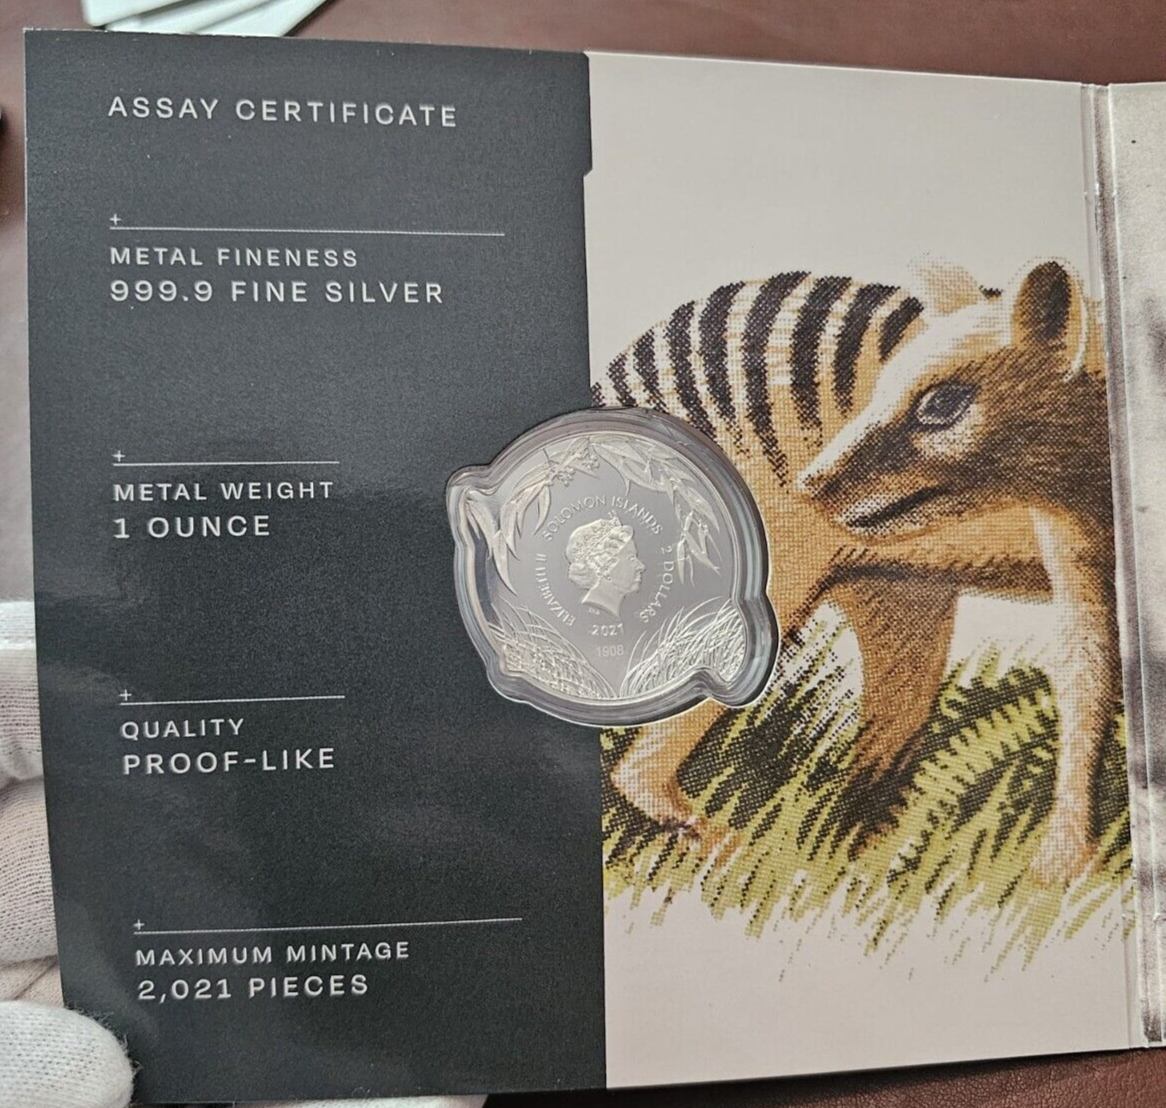 ASSAY CERTIFICATE
METAL FINENESS
999.9 FINE SILVER
METAL WEIGHT
1 OUNCE
QUALITY
PROOF-LIKE
MAXIMUM MINTAGE
2,021 PIECES
SOLOMON ISLANDS
2 DOLLARS
ELIZABETH II
2021
1908